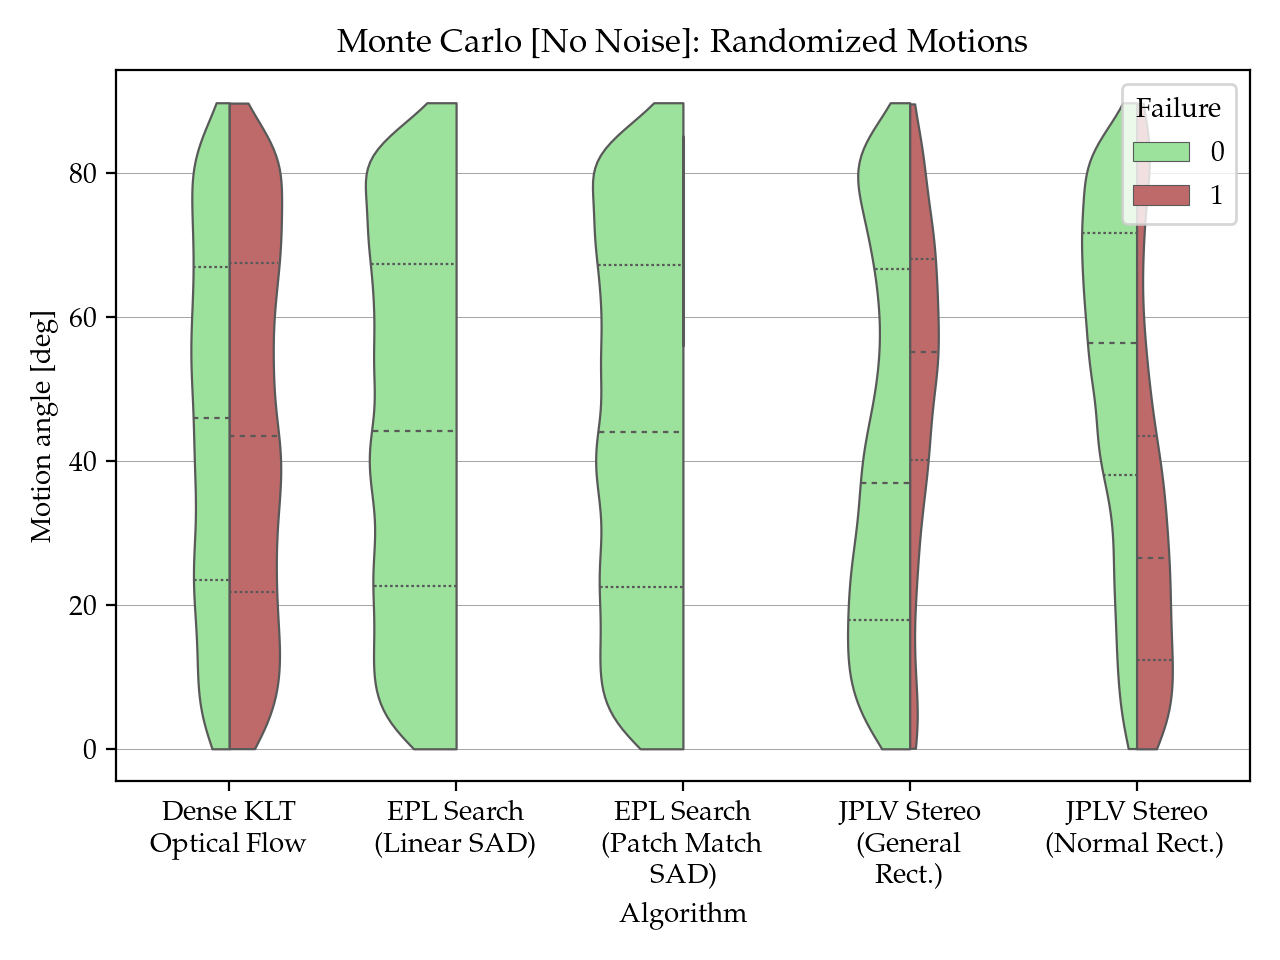 Monte Carlo [No Noise]: Randomized Motions
Failure
0
1
80
60
40
20
0
Motion angle [deg]
Dense KLT
Optical Flow
EPL Search
(Linear SAD)
EPL Search
(Patch Match
SAD)
JPLV Stereo
(General
Rect.)
JPLV Stereo
(Normal Rect.)
Algorithm